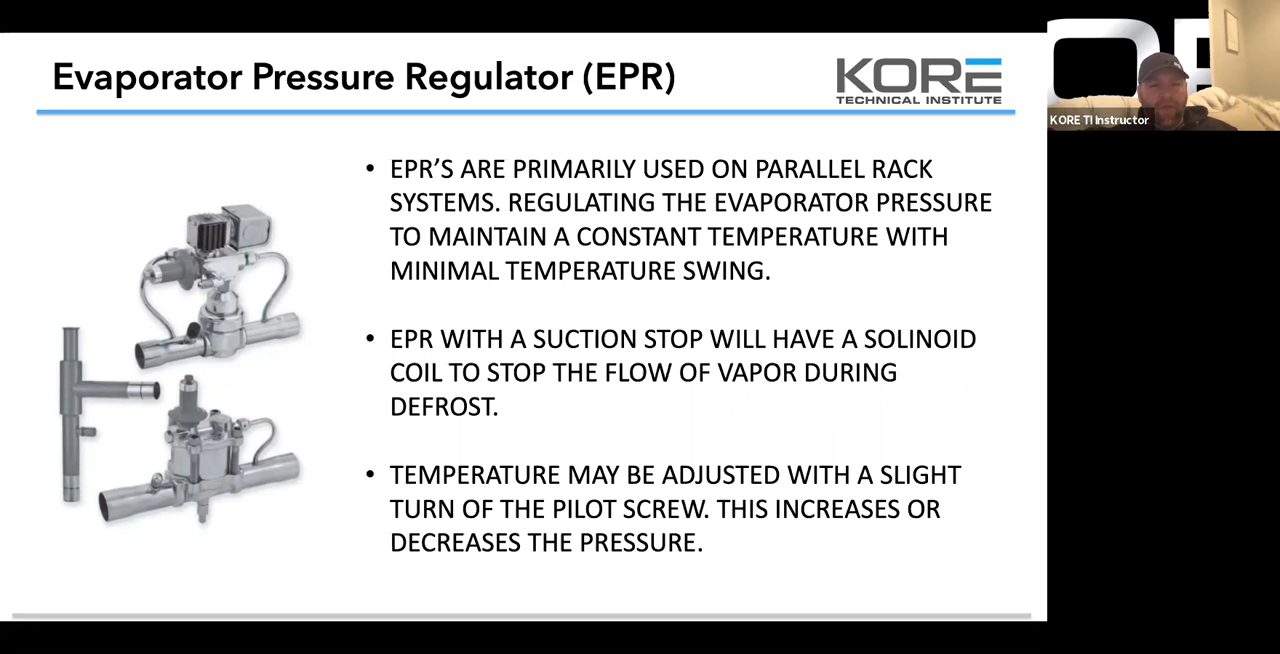 Evaporator Pressure Regulator (EPR)
KORE
TECHNICAL INSTITUTE
KORE TI Instructor
• EPR’S ARE PRIMARILY USED ON PARALLEL RACK
SYSTEMS. REGULATING THE EVAPORATOR PRESSURE
TO MAINTAIN A CONSTANT TEMPERATURE WITH
MINIMAL TEMPERATURE SWING.
• EPR WITH A SUCTION STOP WILL HAVE A SOLINOID
COIL TO STOP THE FLOW OF VAPOR DURING
DEFROST.
• TEMPERATURE MAY BE ADJUSTED WITH A SLIGHT
TURN OF THE PILOT SCREW. THIS INCREASES OR
DECREASES THE PRESSURE.